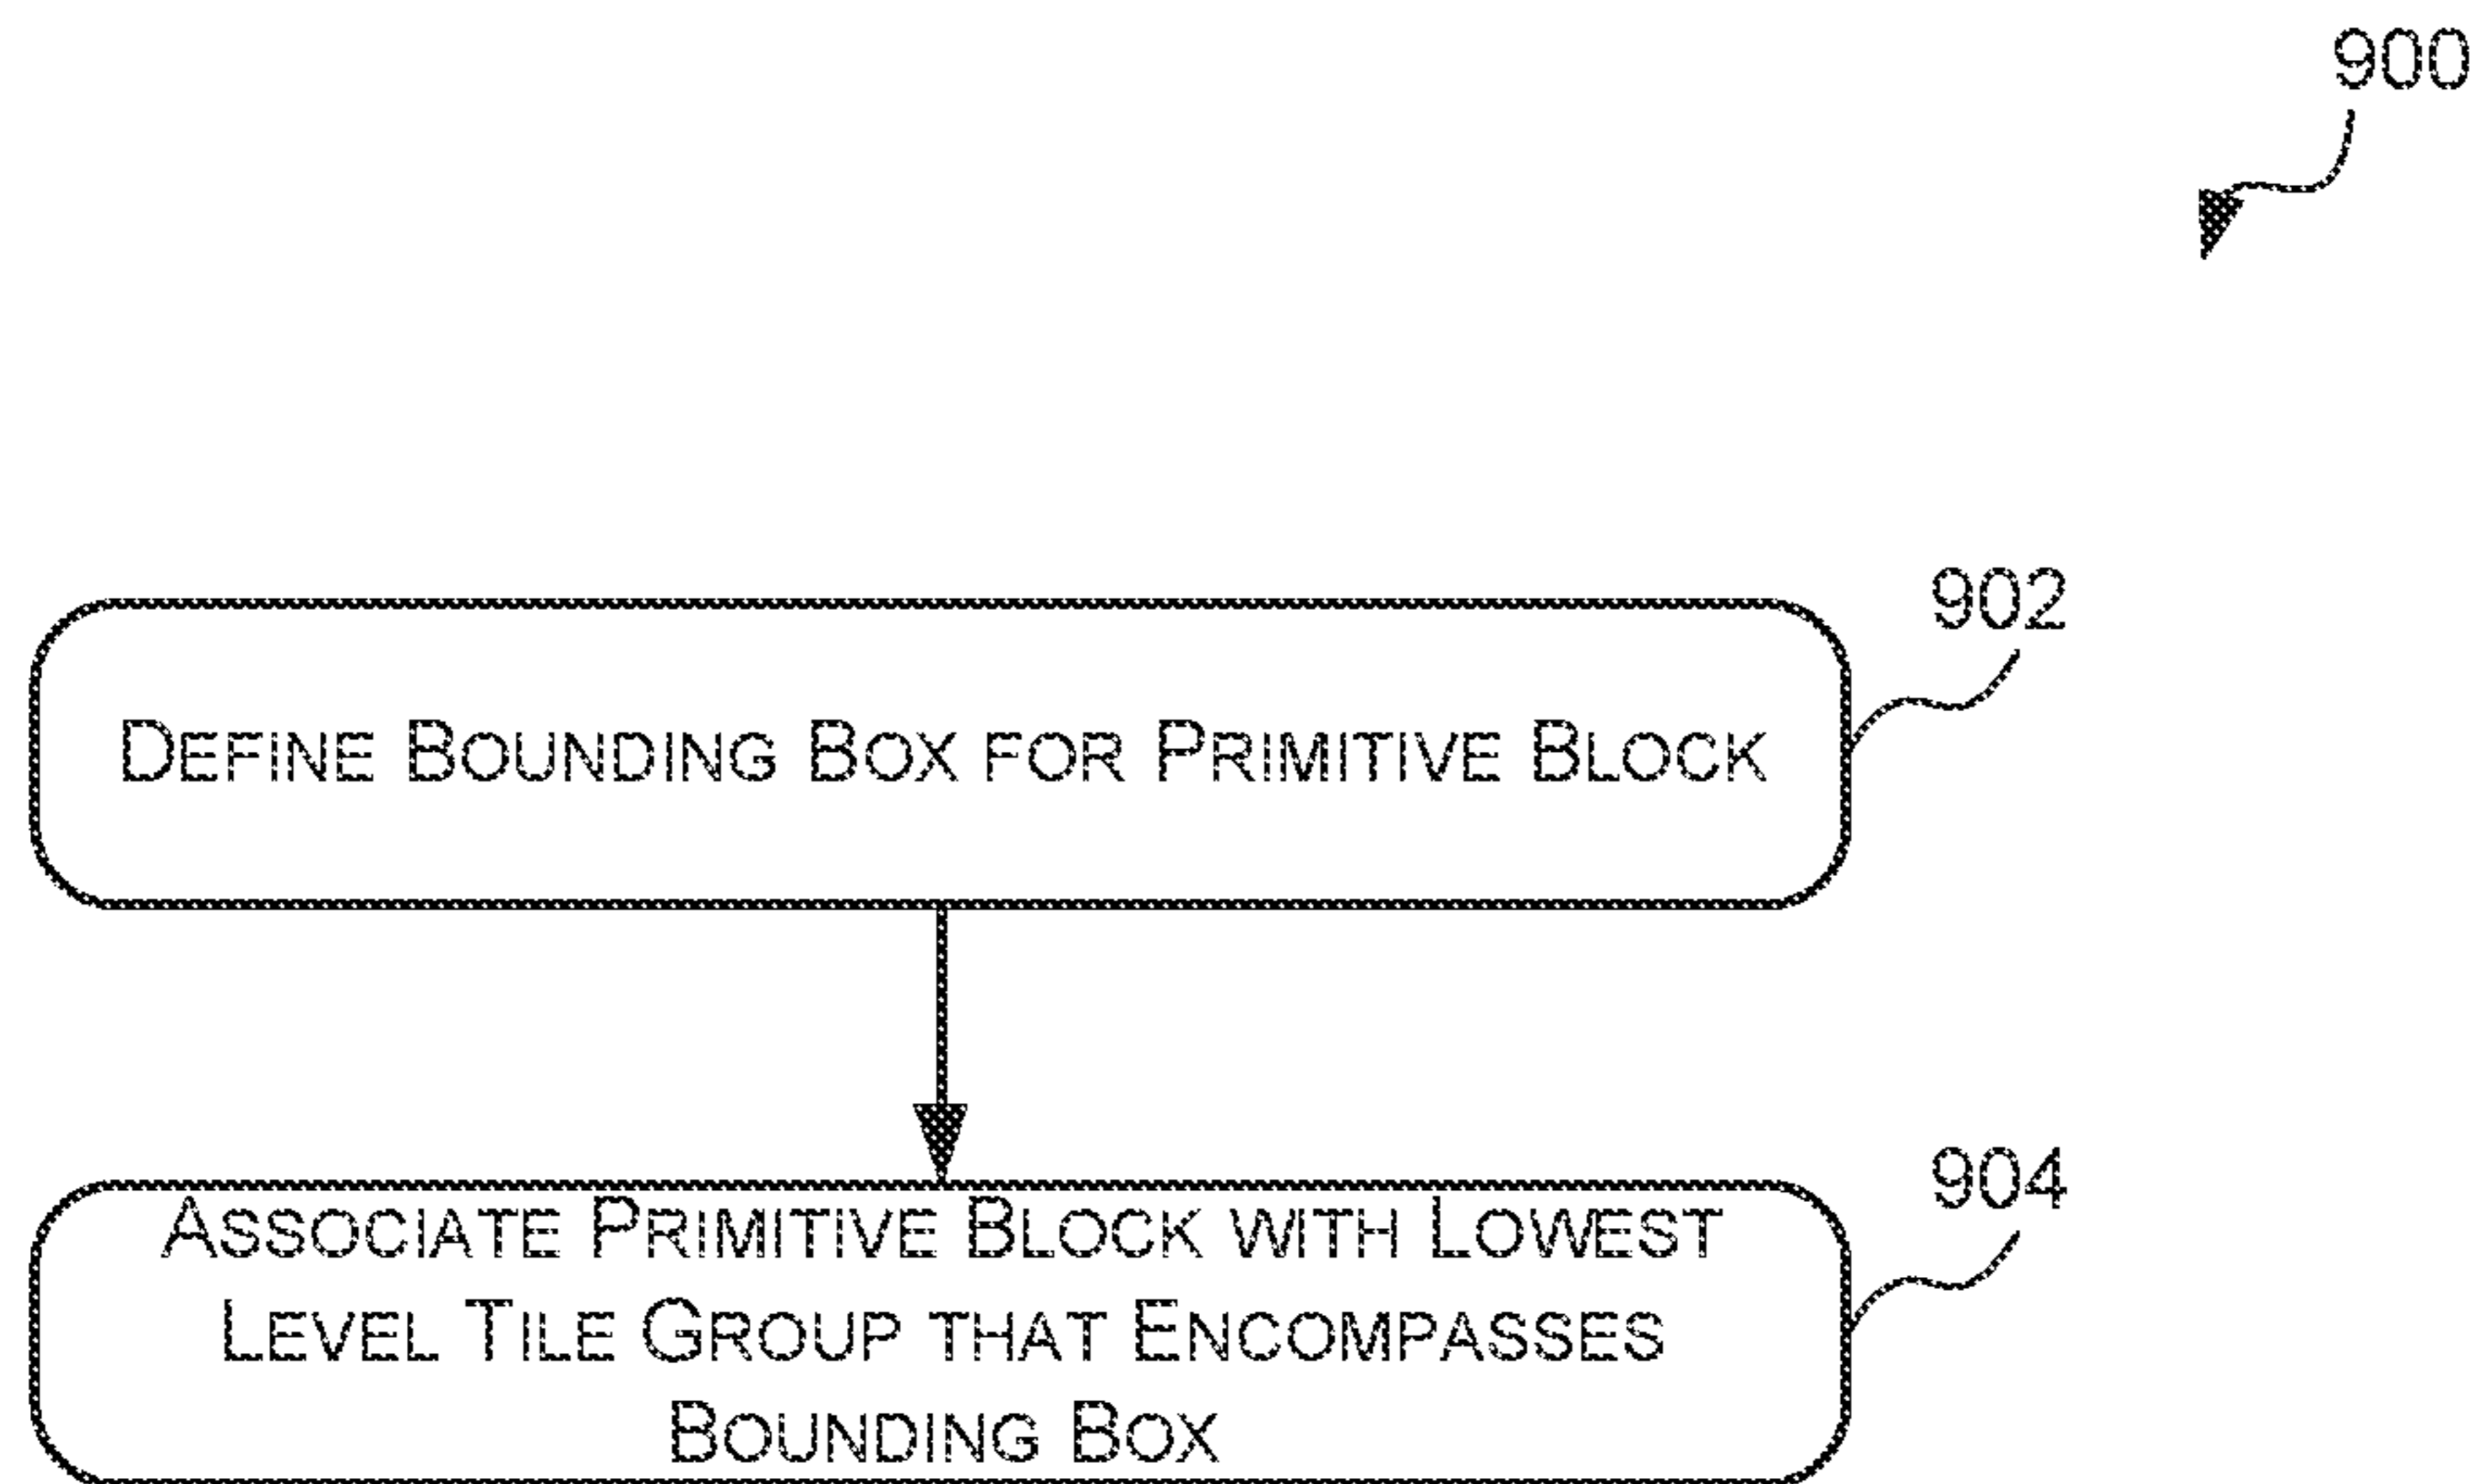 900
902
DEFINE BOUNDING BOX FOR PRIMITIVE BLOCK
904
ASSOCIATE PRIMITIVE BLOCK WITH LOWEST
LEVEL TILE GROUP THAT ENCOMPASSES
BOUNDING BOX